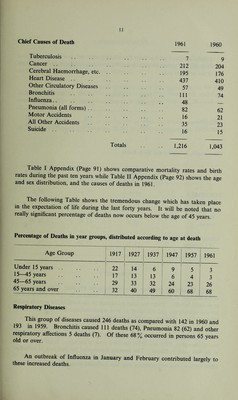 11
Chief Causes of Death 1961 1960
Tuberculosis .. .. .. .. .. 7 9
Cancer .. .. .. .. .. 212 204
Cerebral Haemorrhage, etc. .. .. .. 195 176
Heart Disease .. .. .. .. 437 410
Other Circulatory Diseases .. .. .. 57 49
Bronchitis .. .. .. .. 111 74
Influenza .. .. .. .. 48 —
Pneumonia (all forms) .. .. .. 82 62
Motor Accidents .. .. .. 16 21
All Other Accidents .. .. .. 35 23
Suicide .. .. .. .. 16 15
Totals 1,216 1,043
Table I Appendix (Page 91) shows comparative mortality rates and birth
rates during the past ten years while Table II Appendix (Page 92) shows the age
and sex distribution, and the causes of deaths in 1961.
The following Table shows the tremendous change which has taken place
in the expectation of life during the last forty years. It will be noted that no
really significant percentage of deaths now occurs below the age of 45 years.
Percentage of Deaths in year groups, distributed according to age at death
Age Group 1917 1927 1937 1947 1957 1961
Under 15 years 22 14 6 9 5 3
15—45 years 17 13 13 6 4 3
45—65 years 29 33 32 24 23 26
65 years and over 32 40 49 60 68 68
Respiratory Diseases
This group of diseases caused 246 deaths as compared with 142 in 1960 and
193 in 1959. Bronchitis caused 111 deaths (74), Pneumonia 82 (62) and other
respiratory affections 5 deaths (7). Of these 68% occurred in persons 65 years
old or over.
An outbreak of Influenza in January and February contributed largely to
these increased deaths.